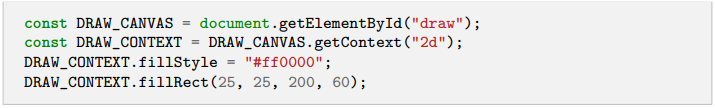 const DRAW_CANVAS = document.getElementById("draw");
const DRAW_CONTEXT = DRAW_CANVAS.getContext("2d");
DRAW_CONTEXT.fillStyle = "#ff0000";
DRAW_CONTEXT.fillRect(25, 25, 200, 60);